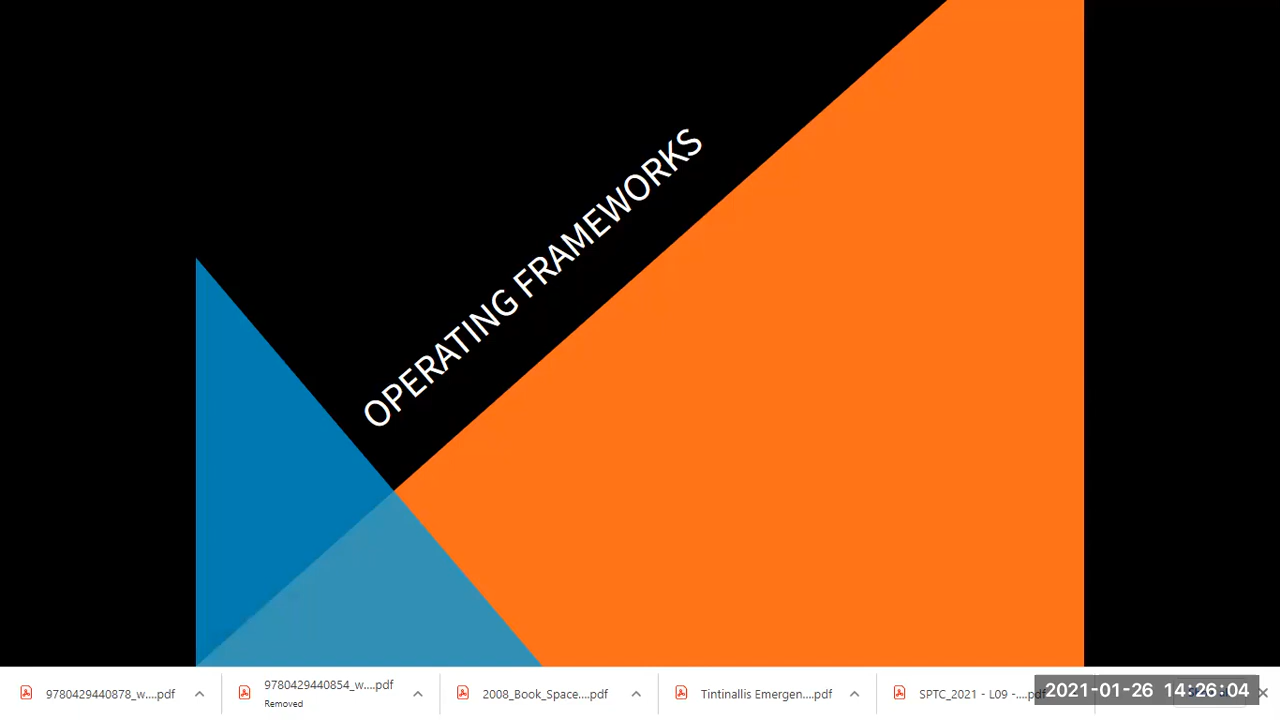 OPERATING FRAMEWORKS
9780429440878_w....pdf
9780429440854_w....pdf
Removed
2008_Book_Space....pdf
Tintinallis Emergen....pdf
SPTC_2021 - L09 -....pdf
2021-01-26 14:26:04